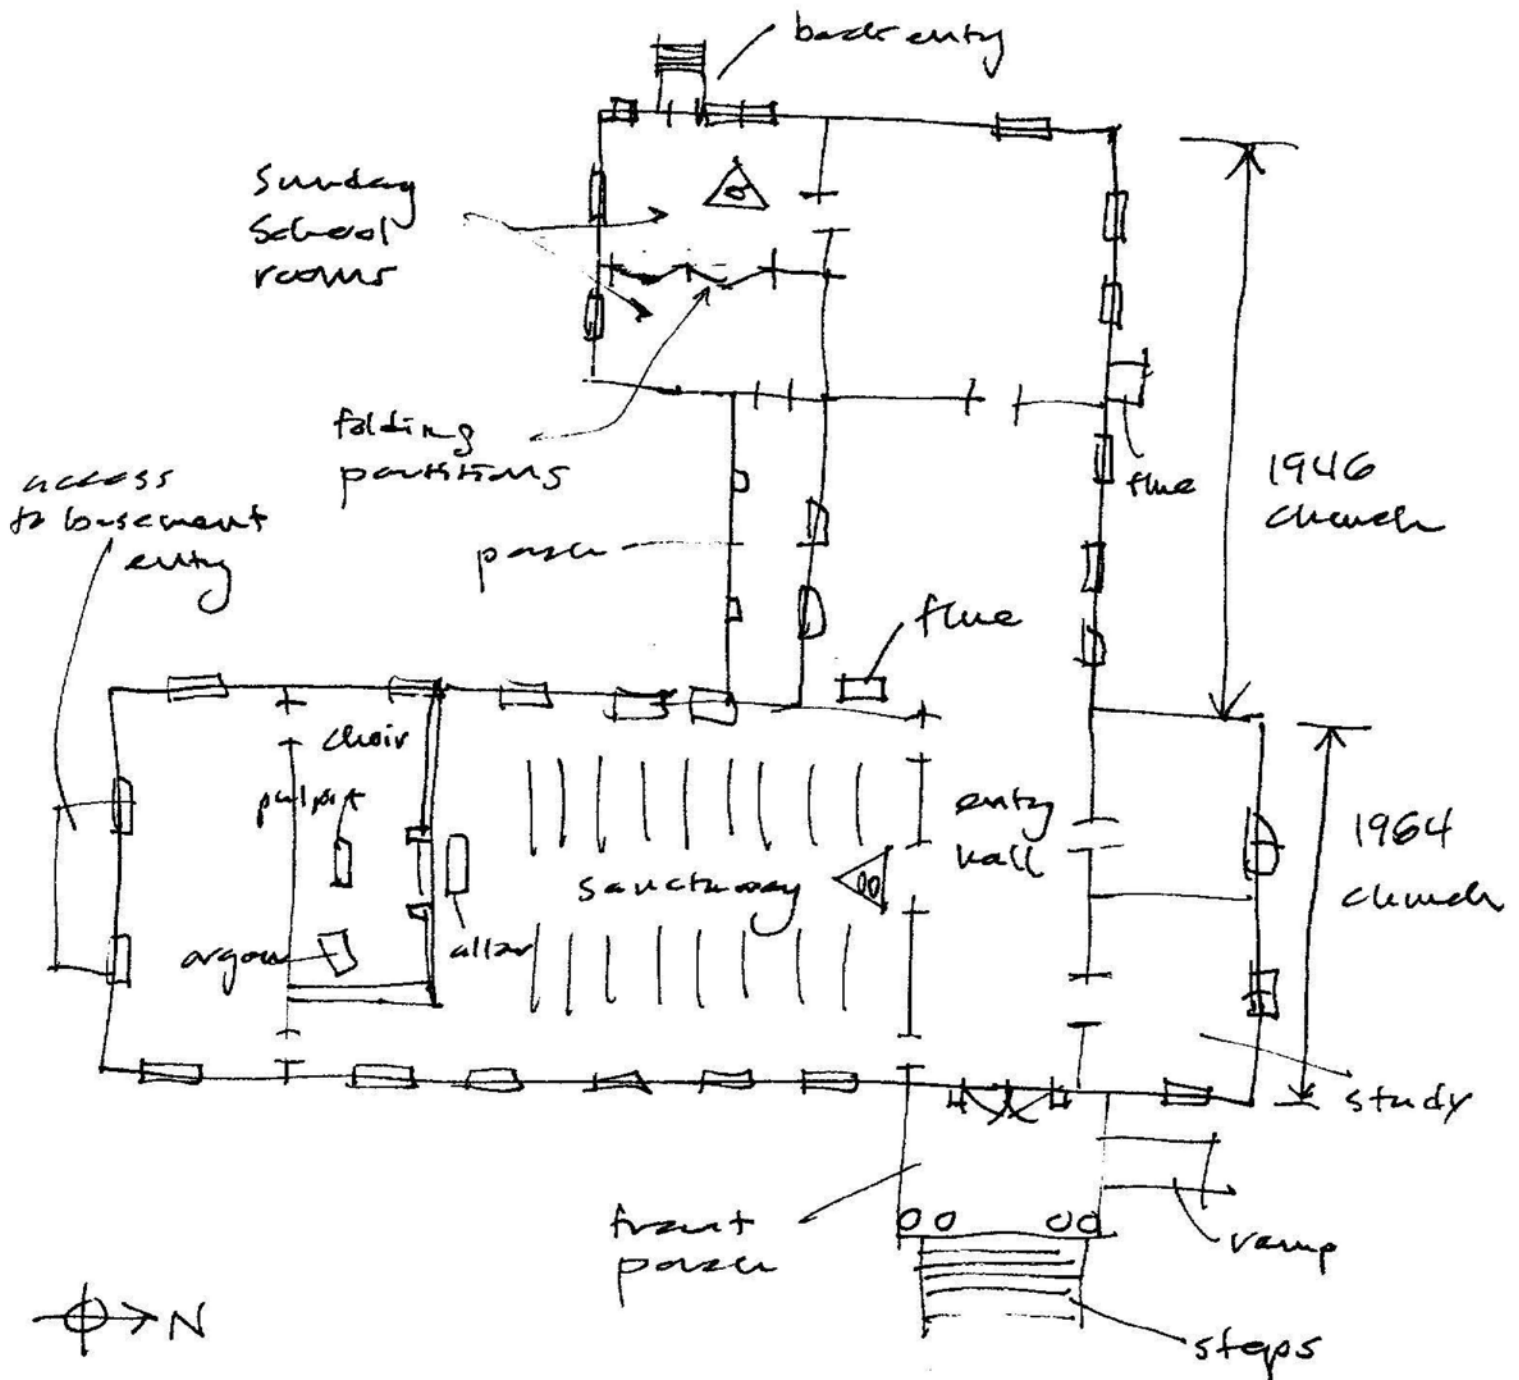 back entry
Sunday
School
rooms
folding
partitions
access
to basement
entry
porch
flue
1946
church
flue
choir
pulpit
organ
altar
sanctuary
entry
hall
1964
church
study
front
porch
ramp
steps
N